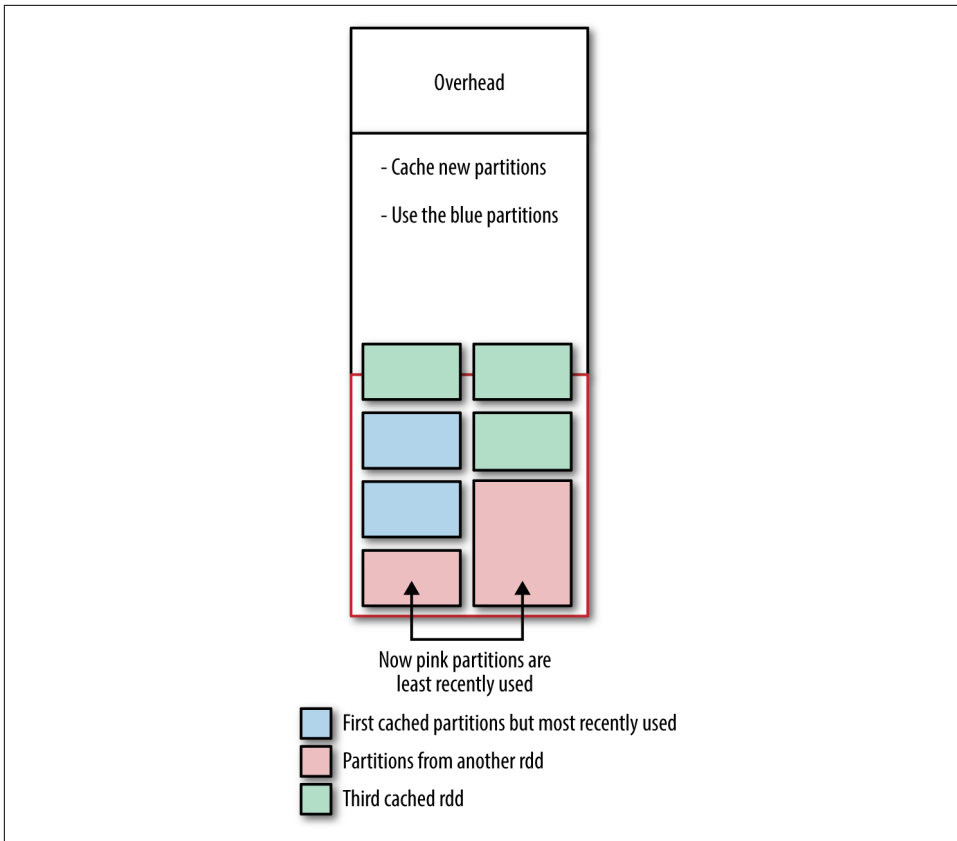 Overhead
- Cache new partitions
- Use the blue partitions
Now pink partitions are
least recently used
First cached partitions but most recently used
Partitions from another rdd
Third cached rdd